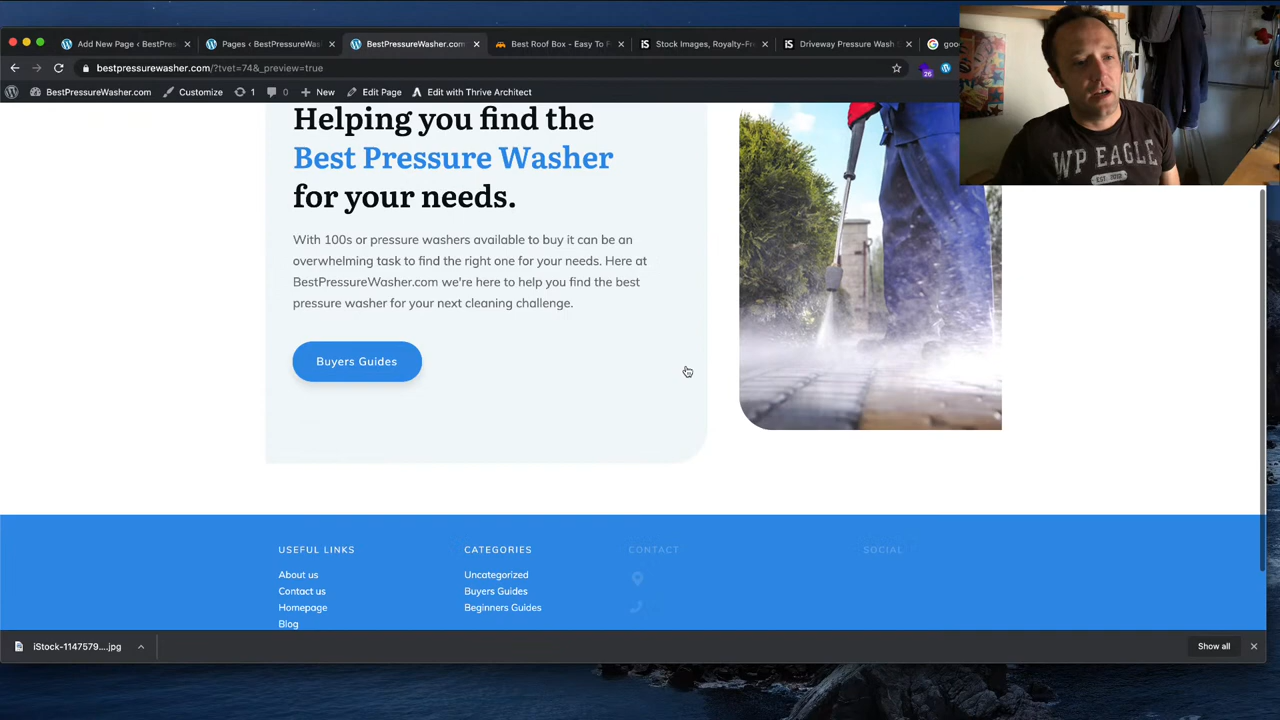 Add New Page ‹ BestPres
Pages ‹ BestPressureWa
BestPressureWasher.com
Best Roof Box - Easy To F
Stock Images, Royalty-Fr
Driveway Pressure Wash
goo
bestpressurewasher.com/?tvet=74&_preview=true
26
BestPressureWasher.com
Customize
1
0
New
Edit Page
Edit with Thrive Architect
WP EAGLE
Helping you find the
Best Pressure Washer
for your needs.
With 100s or pressure washers available to buy it can be an
overwhelming task to find the right one for your needs. Here at
BestPressureWasher.com we're here to help you find the best
pressure washer for your next cleaning challenge.
Buyers Guides
USEFUL LINKS
About us
Contact us
Homepage
Blog
CATEGORIES
Uncategorized
Buyers Guides
Beginners Guides
CONTACT
SOCIAL
iStock-1147579....jpg
Show all